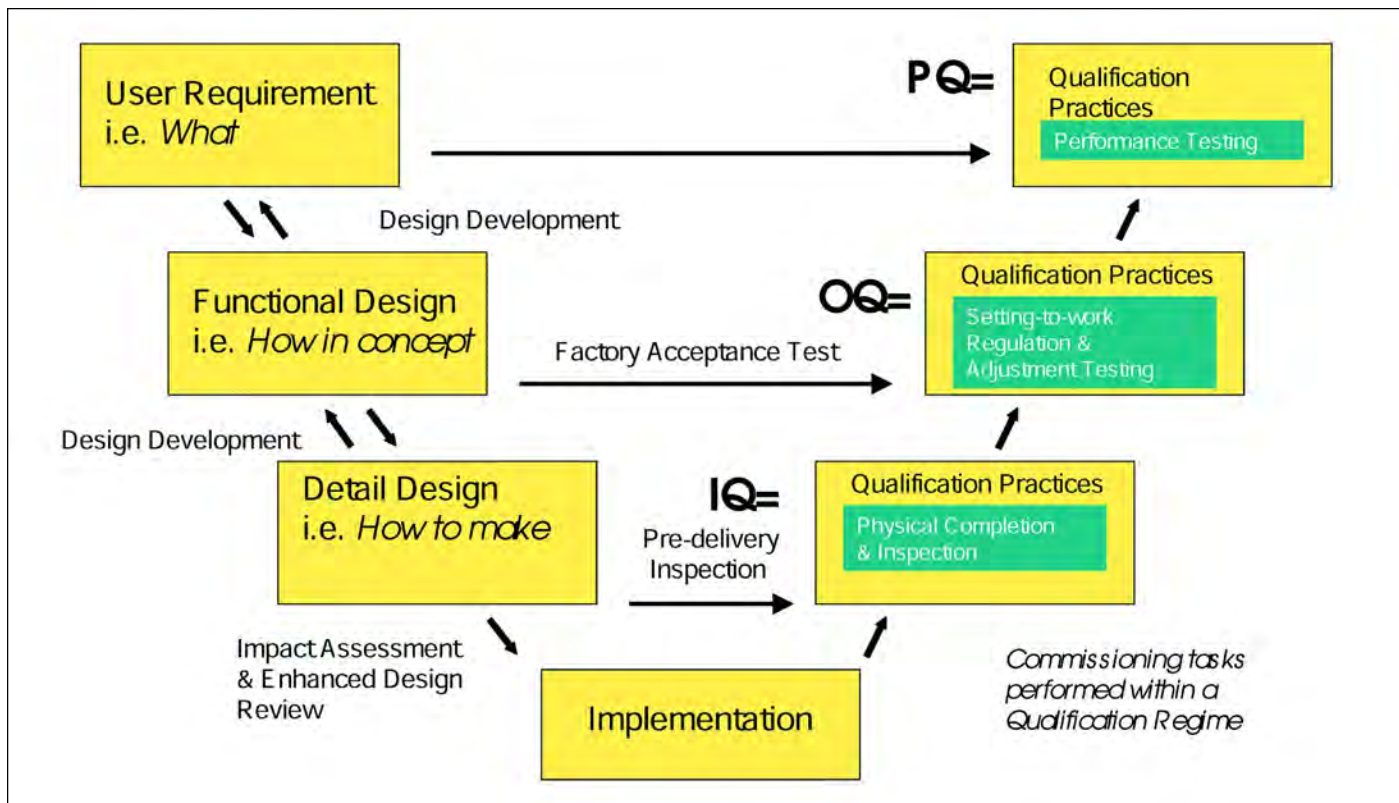 User Requirement
i.e. What
PQ=
Qualification
Practices
Performance Testing
Design Development
Functional Design
i.e. How in concept
Factory Acceptance Test
OQ=
Qualification Practices
Setting-to-work
Regulation &
Adjustment Testing
Design Development
Detail Design
i.e. How to make
IQ=
Pre-delivery
Inspection
Qualification Practices
Physical Completion
& Inspection
Impact Assessment
& Enhanced Design
Review
Implementation
Commissioning tasks
performed within a
Qualification Regime